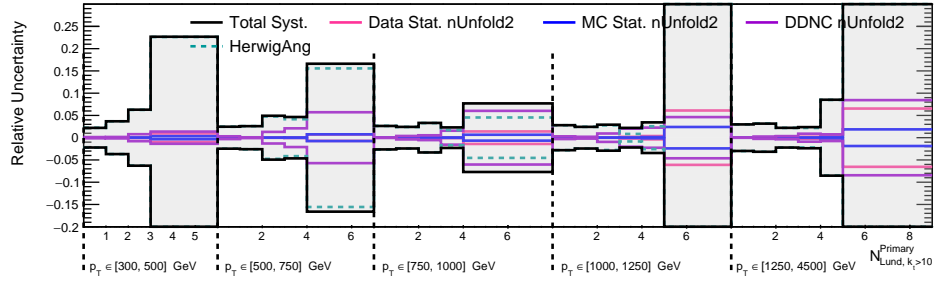 Total Syst. Data Stat. nUnfold2 MC Stat. nUnfold2 DDNC nUnfold2
HerwigAng
Relative Uncertainty
0.25
0.2
0.15
0.1
0.05
0
−0.05
−0.1
−0.15
−0.2
1 2 3 4 5 2 4 6 2 4 6 2 4 6 2 4 6 8
p_T ∈ [300, 500] GeV p_T ∈ [500, 750] GeV p_T ∈ [750, 1000] GeV p_T ∈ [1000, 1250] GeV p_T ∈ [1250, 4500] GeV
N^Primary_Lund, k_t>10